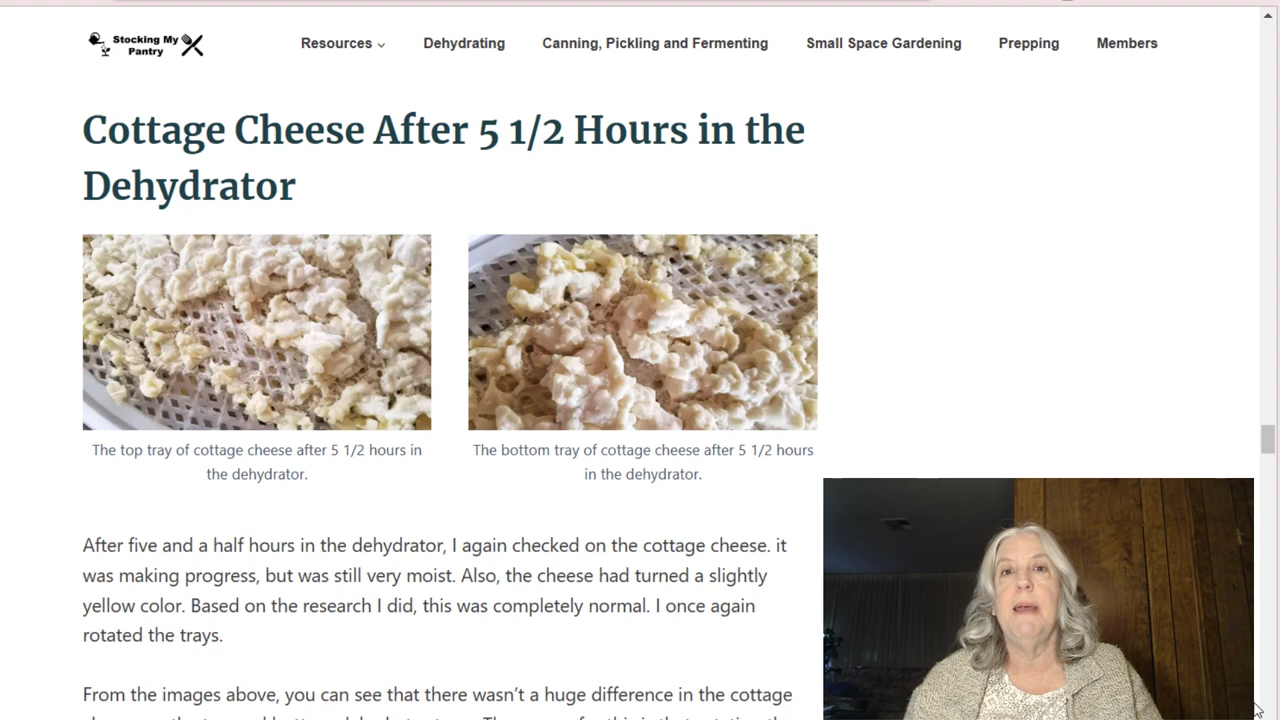 Stocking My
Pantry
Resources
Dehydrating
Canning, Pickling and Fermenting
Small Space Gardening
Prepping
Members
Cottage Cheese After 5 1/2 Hours in the
Dehydrator
The top tray of cottage cheese after 5 1/2 hours in
the dehydrator.
The bottom tray of cottage cheese after 5 1/2 hours
in the dehydrator.
After five and a half hours in the dehydrator, I again checked on the cottage cheese. it
was making progress, but was still very moist. Also, the cheese had turned a slightly
yellow color. Based on the research I did, this was completely normal. I once again
rotated the trays.
From the images above, you can see that there wasn't a huge difference in the cottage